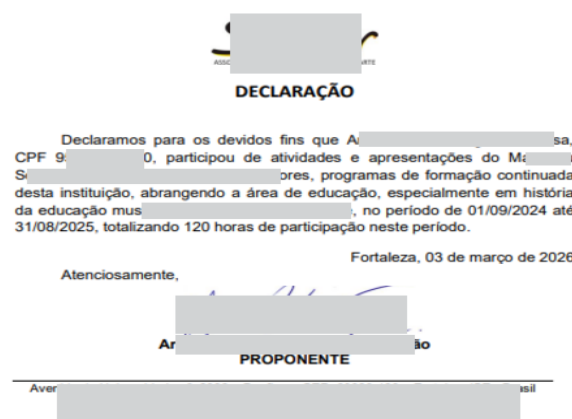 ASSO
RTE
DECLARAÇÃO
Declaramos para os devidos fins que A sa,
CPF 9 0, participou de atividades e apresentações do Ma
S ores, programas de formação continuada
desta instituição, abrangendo a área de educação, especialmente em história
da educação mus , no período de 01/09/2024 até
31/08/2025, totalizando 120 horas de participação neste período.
Fortaleza, 03 de março de 2026
Atenciosamente,
Ar ão
PROPONENTE
Aven sil